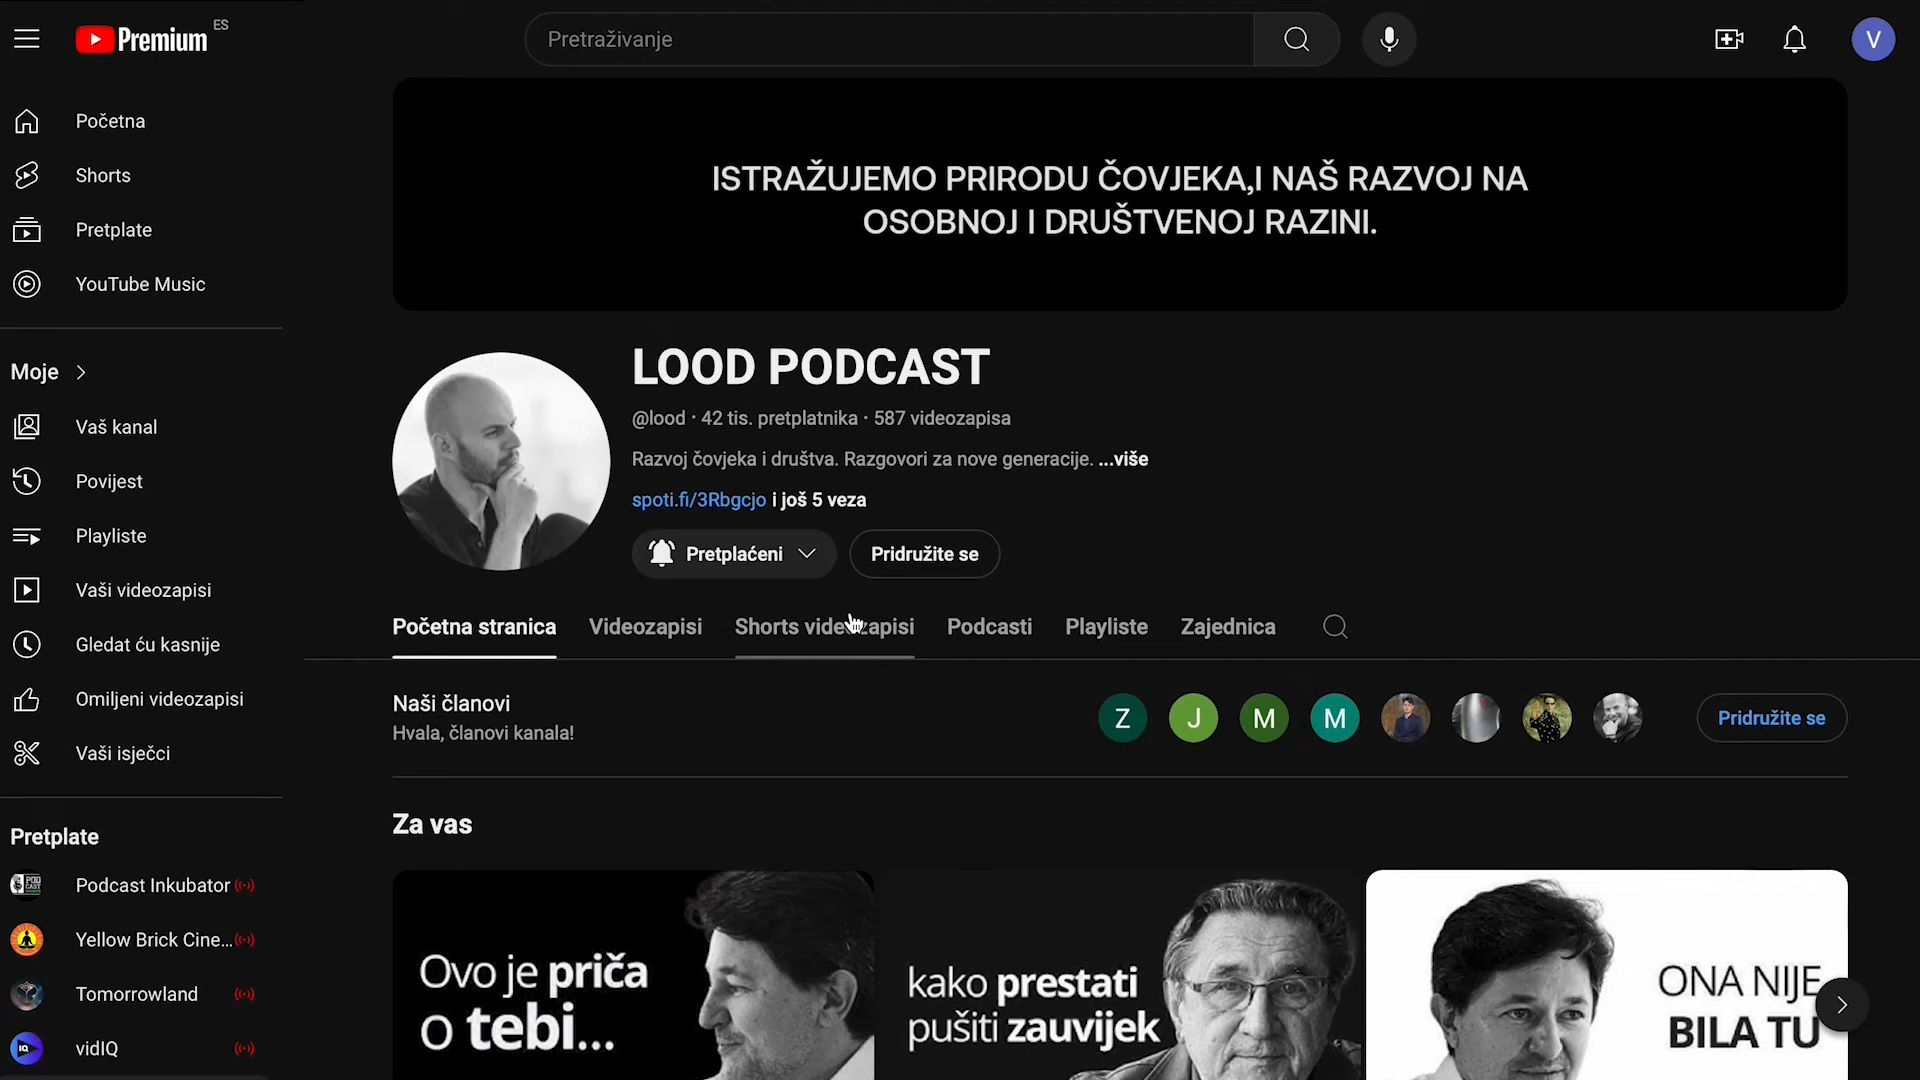 Premium ES
Pretraživanje
V
Početna
Shorts
Pretplate
YouTube Music
Moje
Vaš kanal
Povijest
Playliste
Vaši videozapisi
Gledat ću kasnije
Omiljeni videozapisi
Vaši isječci
Pretplate
Podcast Inkubator
Yellow Brick Cine...
Tomorrowland
vidIQ
ISTRAŽUJEMO PRIRODU ČOVJEKA,I NAŠ RAZVOJ NA
OSOBNOJ I DRUŠTVENOJ RAZINI.
LOOD PODCAST
@lood · 42 tis. pretplatnika · 587 videozapisa
Razvoj čovjeka i društva. Razgovori za nove generacije. ...više
spoti.fi/3Rbgcjo i još 5 veza
Pretplaćeni
Pridružite se
Početna stranica
Videozapisi
Shorts videozapisi
Podcasti
Playliste
Zajednica
Naši članovi
Hvala, članovi kanala!
Z
J
M
M
Pridružite se
Za vas
Ovo je priča
o tebi...
kako prestati
pušiti zauvijek
ONA NIJE
BILA TU